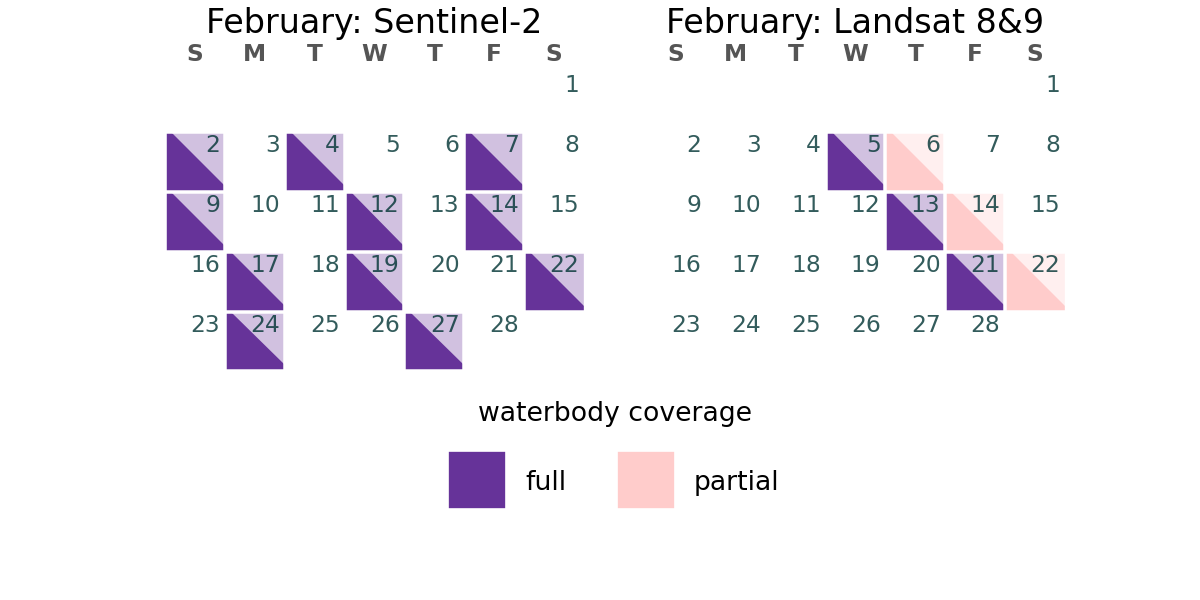 February: Sentinel-2
S M T W T F S
1
2 3 4 5 6 7 8
9 10 11 12 13 14 15
16 17 18 19 20 21 22
23 24 25 26 27 28
February: Landsat 8&9
S M T W T F S
1
2 3 4 5 6 7 8
9 10 11 12 13 14 15
16 17 18 19 20 21 22
23 24 25 26 27 28
waterbody coverage
full partial